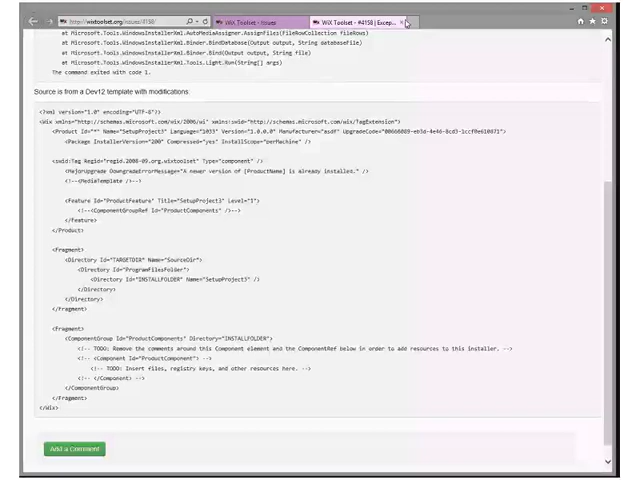 http://wixtoolset.org/issues/4158/
WiX Toolset - Issues
WiX Toolset - #4158 | Excep...
at Microsoft.Tools.WindowsInstallerXml.AutoMediaAssigner.AssignFiles(FileRowCollection fileRows)
at Microsoft.Tools.WindowsInstallerXml.Binder.BindDatabase(Output output, String databaseFile)
at Microsoft.Tools.WindowsInstallerXml.Binder.Bind(Output output, String file)
at Microsoft.Tools.WindowsInstallerXml.Tools.Light.Run(String[] args)
The command exited with code 1.
Source is from a Dev12 template with modifications:
<?xml version="1.0" encoding="UTF-8"?>
<Wix xmlns="http://schemas.microsoft.com/wix/2006/wi" xmlns:swid="http://schemas.microsoft.com/wix/TagExtension">
<Product Id="*" Name="SetupProject3" Language="1033" Version="1.0.0.0" Manufacturer="asdf"
<Package InstallerVersion="200" Compressed="yes" InstallScope="perMachine" />
<swid:Tag Regid="regid.2008-09.org.wixtoolset" Type="component" />
<MajorUpgrade DowngradeErrorMessage="A newer version of [ProductName] is already installed." />
<!--<MediaTemplate />-->
<Feature Id="ProductFeature" Title="SetupProject3" Level="1">
<!--<ComponentGroupRef Id="ProductComponents" />-->
</Feature>
</Product>
<Fragment>
<Directory Id="TARGETDIR" Name="SourceDir">
<Directory Id="ProgramFilesFolder">
<Directory Id="INSTALLFOLDER" Name="SetupProject3" />
</Directory>
</Directory>
</Fragment>
<Fragment>
<ComponentGroup Id="ProductComponents" Directory="INSTALLFOLDER">
<!-- TODO: Remove the comments around this Component element and the ComponentRef below in order to add resources to this installer. -->
<!-- <Component Id="ProductComponent"> -->
<!-- TODO: Insert files, registry keys, and other resources here. -->
<!-- </Component> -->
</ComponentGroup>
</Fragment>
</Wix>
Add a Comment